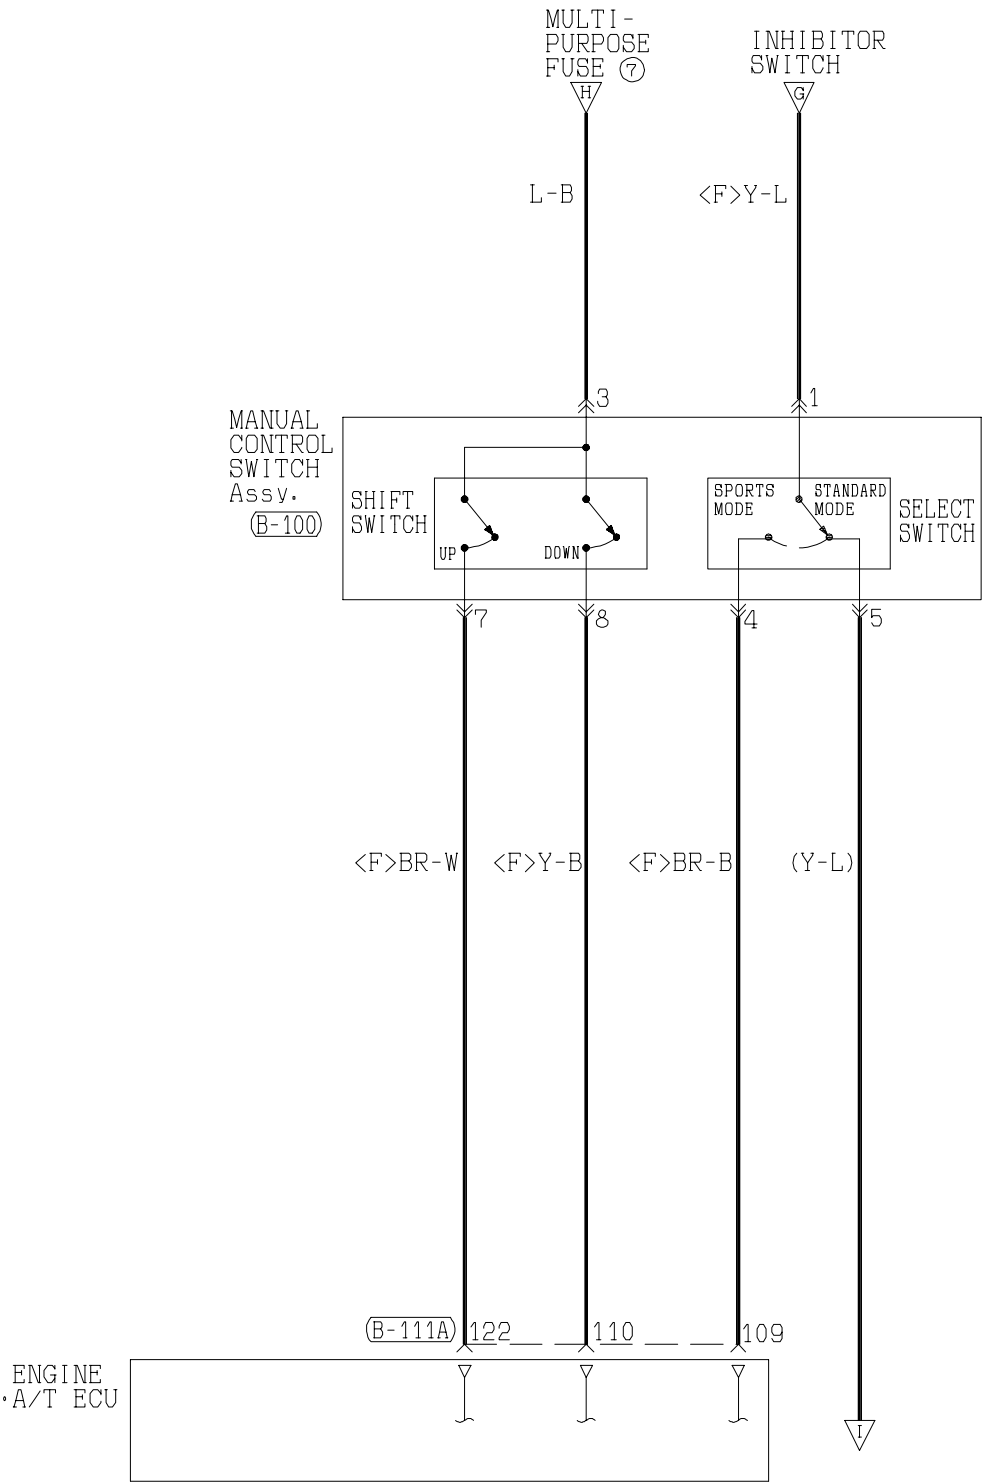 MULTI-
PURPOSE
FUSE ⑦
H
INHIBITOR
SWITCH
G
L-B
<F>Y-L
3
1
MANUAL
CONTROL
SWITCH
Assy.
B-100
SHIFT
SWITCH
UP
DOWN
SPORTS
MODE
STANDARD
MODE
SELECT
SWITCH
7
8
4
5
<F>BR-W
<F>Y-B
<F>BR-B
(Y-L)
B-111A
122
110
109
ENGINE
·A/T ECU
I